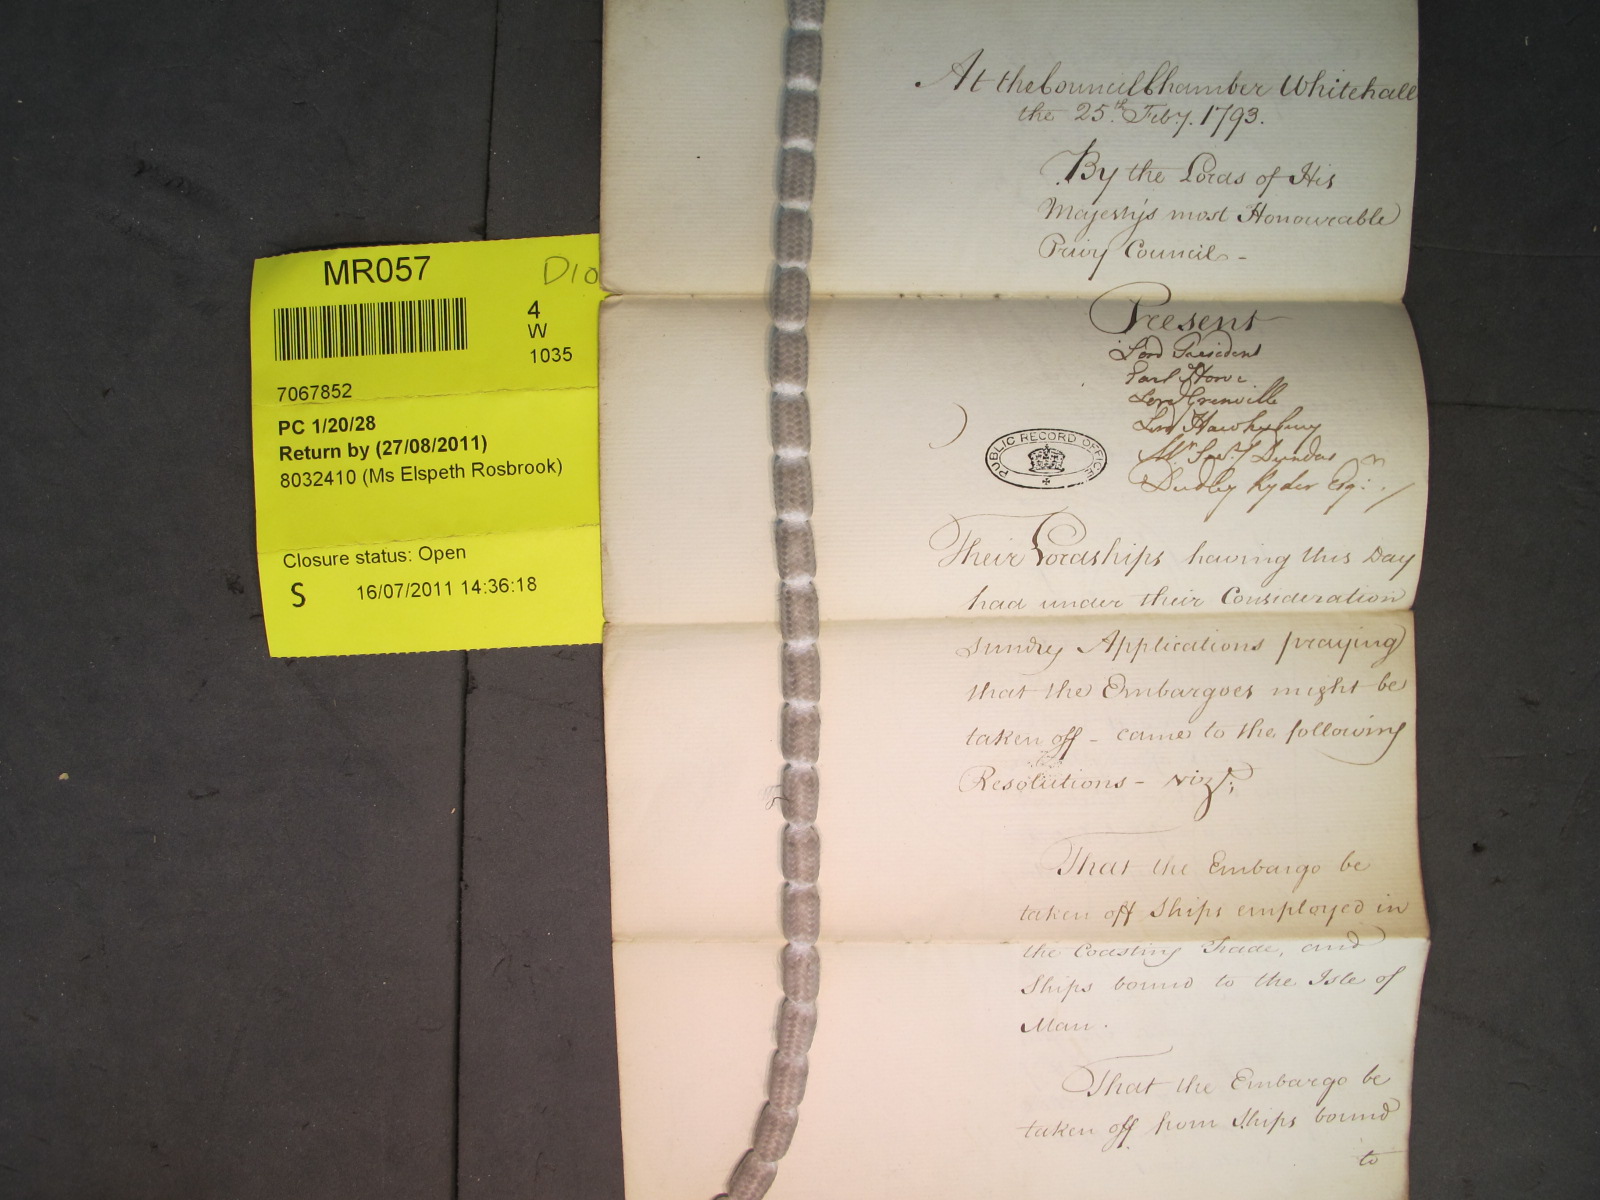 MR057
D10
4
W
1035
7067852
PC 1/20/28
Return by (27/08/2011)
8032410 (Ms Elspeth Rosbrook)
Closure status: Open
S
16/07/2011 14:36:18
At the Council Chamber Whitehall
the 25th. Feby. 1793.
By the Lords of His
Majesty's most Honourable
Privy Council -
Present
Lord President
Earl Howe
Lord Grenville
Lord Hawkesbury
Mr. Secy. Dundas
Dudley Ryder Esqr.
PUBLIC RECORD OFFICE
Their Lordships having this Day
had under their Consideration
Sundry Applications praying
that the Embargoes might be
taken off - came to the following
Resolutions - vizt;
That the Embargo be
taken off Ships employed in
the Coasting Trade, and
Ships bound to the Isle of
Man.
That the Embargo be
taken off from Ships bound
to